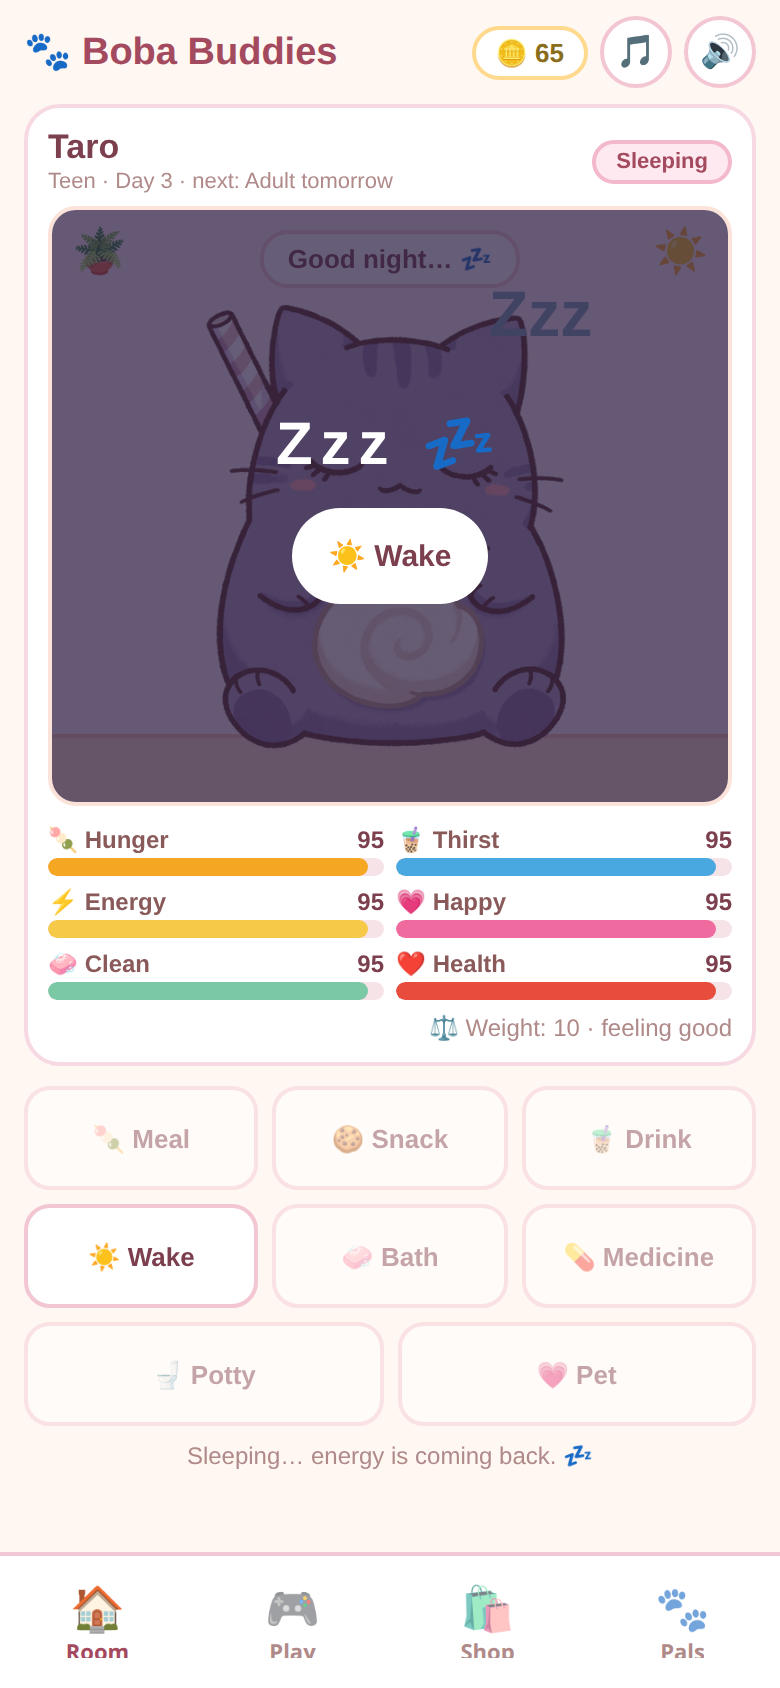 🐾 Boba Buddies 🪙 65 🎵 🔊
Taro
Teen · Day 3 · next: Adult tomorrow
Sleeping
Good night… 💤
Zzz
Zzz 💤
☀️ Wake
🍡 Hunger 95 🧋 Thirst 95
⚡ Energy 95 💗 Happy 95
🧼 Clean 95 ❤️ Health 95
⚖️ Weight: 10 · feeling good
🍡 Meal 🍪 Snack 🧋 Drink
☀️ Wake 🧼 Bath 💊 Medicine
🚽 Potty 💗 Pet
Sleeping… energy is coming back. 💤
Room Play Shop Pals